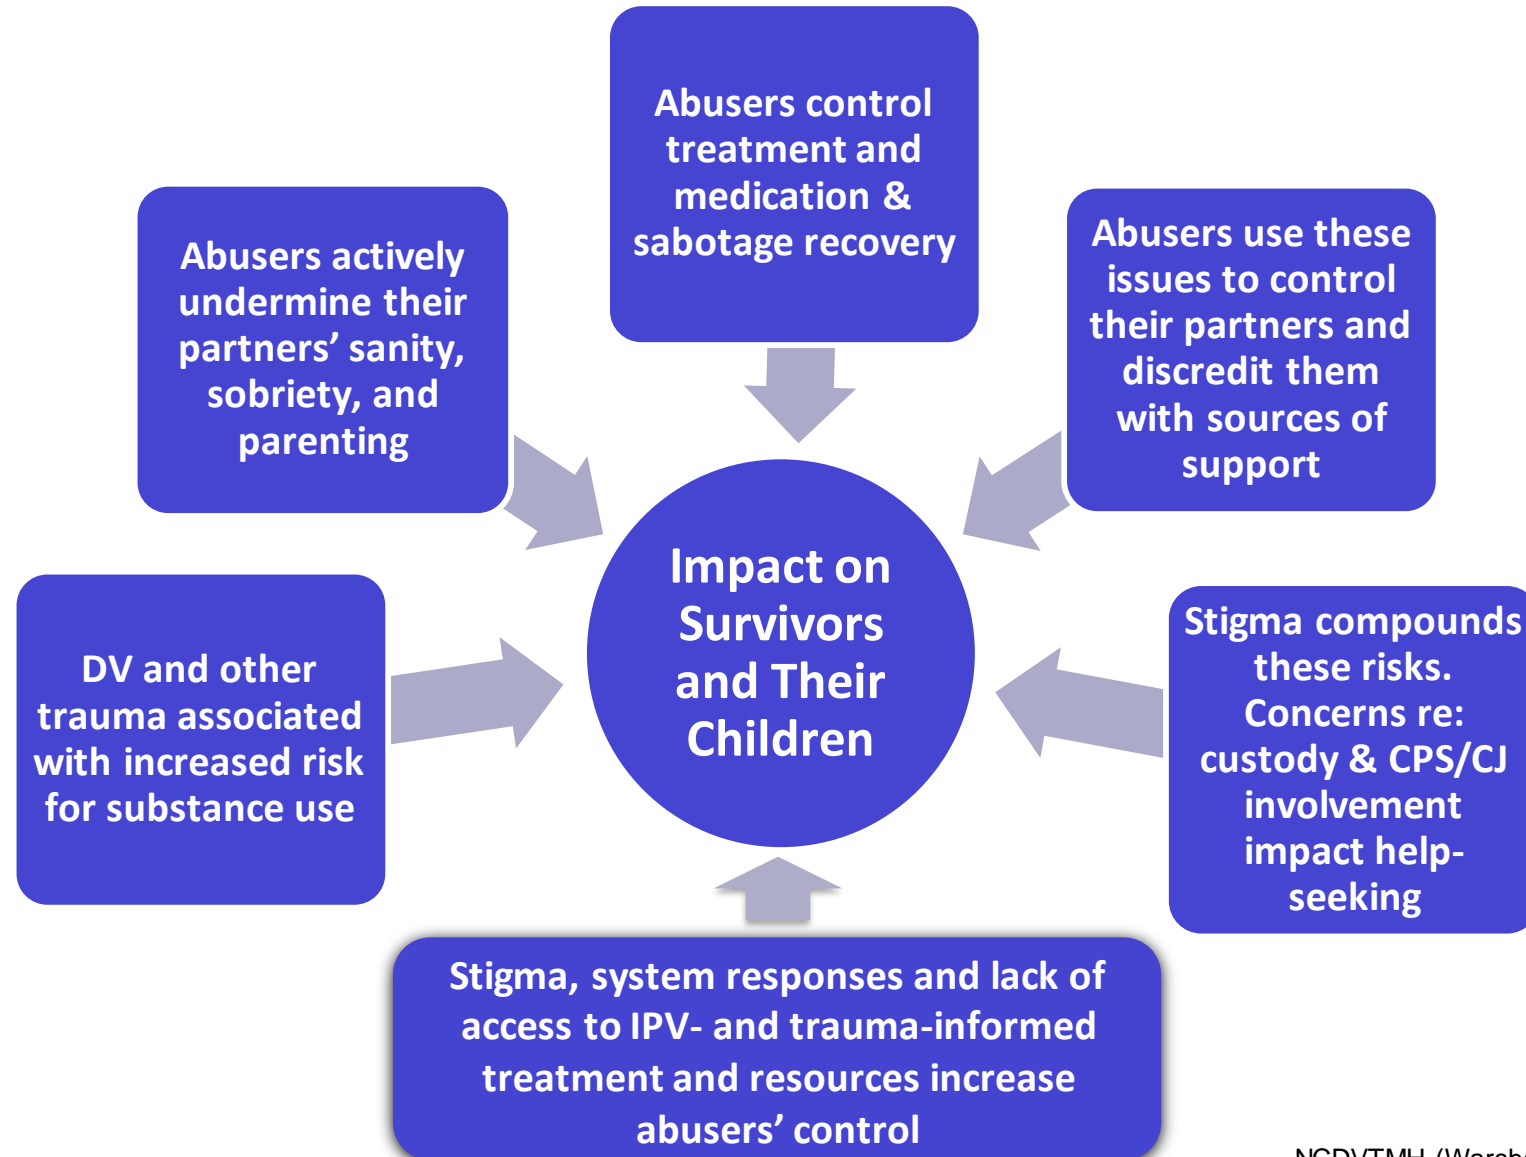 Abusers control
treatment and
medication &
sabotage recovery
Abusers actively
undermine their
partners’ sanity,
sobriety, and
parenting
Abusers use these
issues to control
their partners and
discredit them
with sources of
support
Impact on
Survivors
and Their
Children
DV and other
trauma associated
with increased risk
for substance use
Stigma compounds
these risks.
Concerns re:
custody & CPS/CJ
involvement
impact help-
seeking
Stigma, system responses and lack of
access to IPV- and trauma-informed
treatment and resources increase
abusers’ control